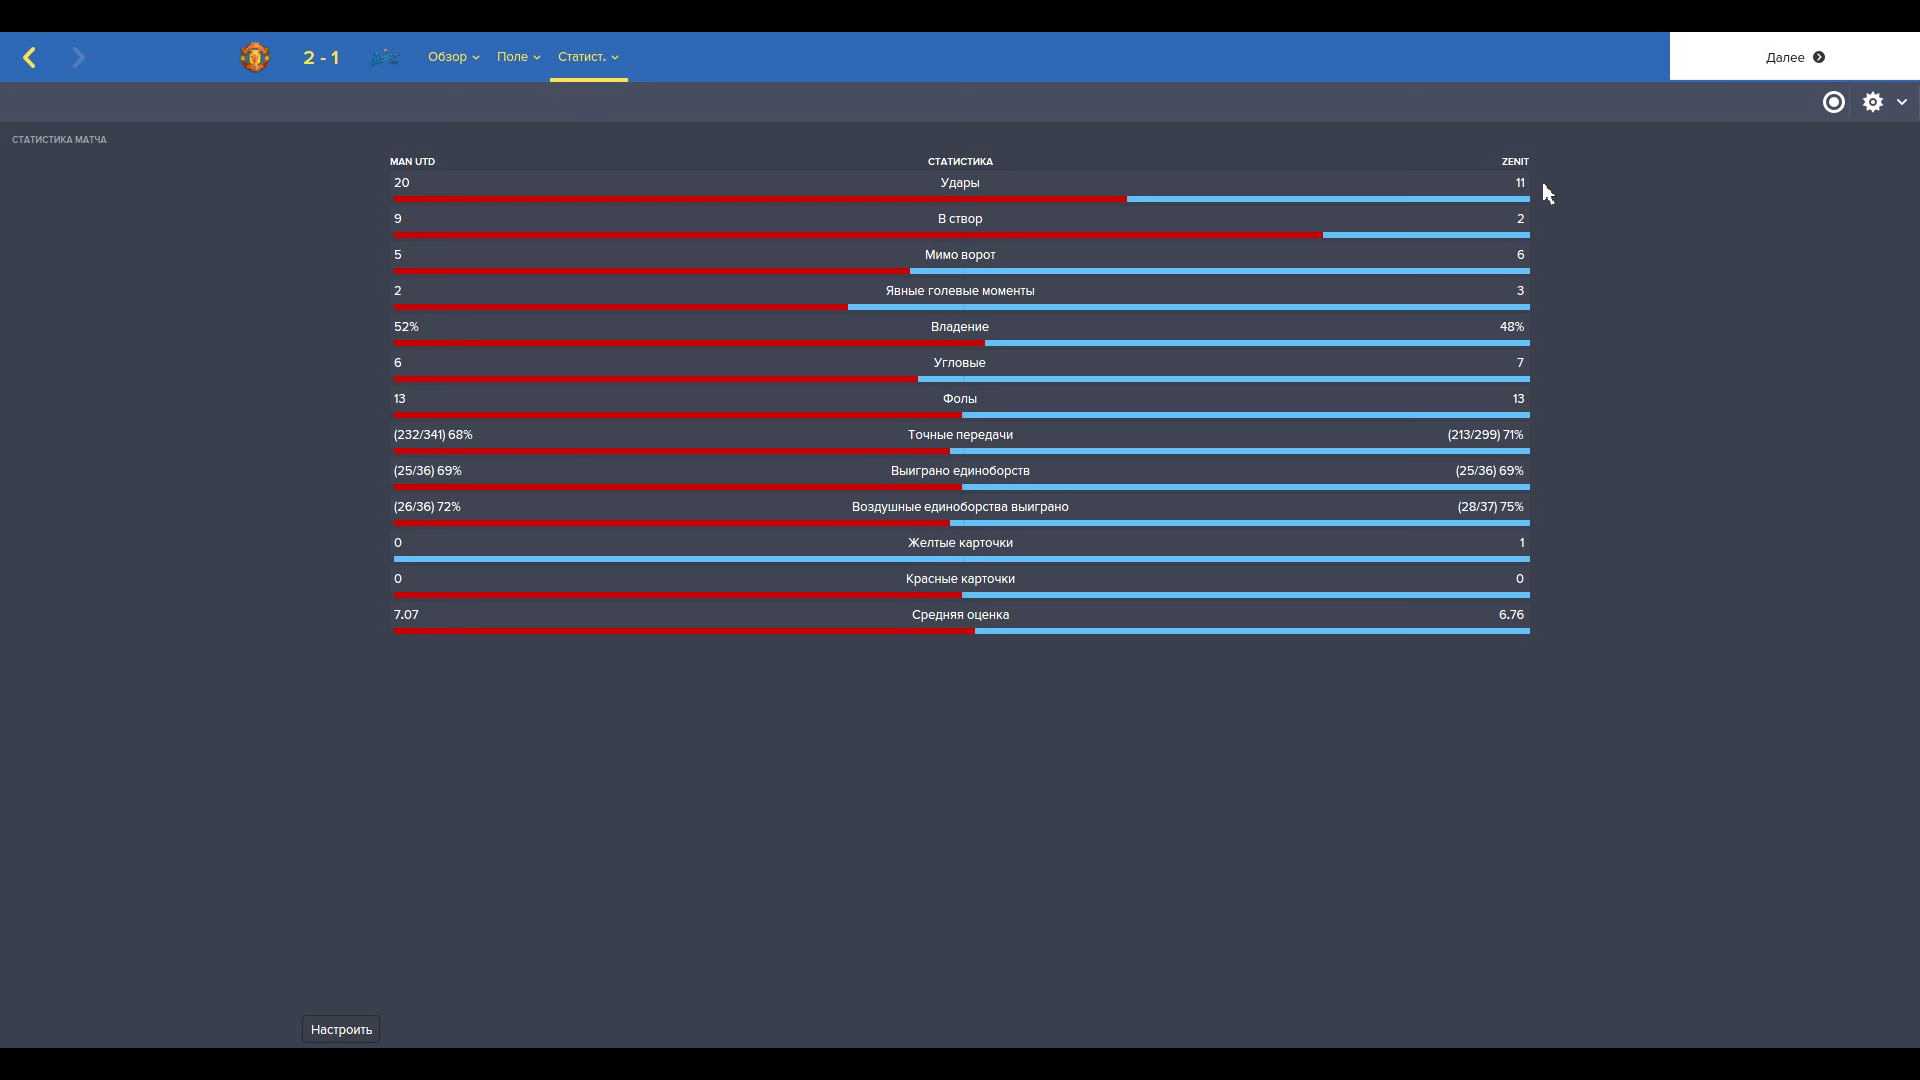 2 - 1 Обзор Поле Статист. Далее
СТАТИСТИКА МАТЧА
MAN UTD СТАТИСТИКА ZENIT
20 Удары 11
9 В створ 2
5 Мимо ворот 6
2 Явные голевые моменты 3
52% Владение 48%
6 Угловые 7
13 Фолы 13
(232/341) 68% Точные передачи (213/299) 71%
(25/36) 69% Выиграно единоборств (25/36) 69%
(26/36) 72% Воздушные единоборства выиграно (28/37) 75%
0 Желтые карточки 1
0 Красные карточки 0
7.07 Средняя оценка 6.76
Настроить